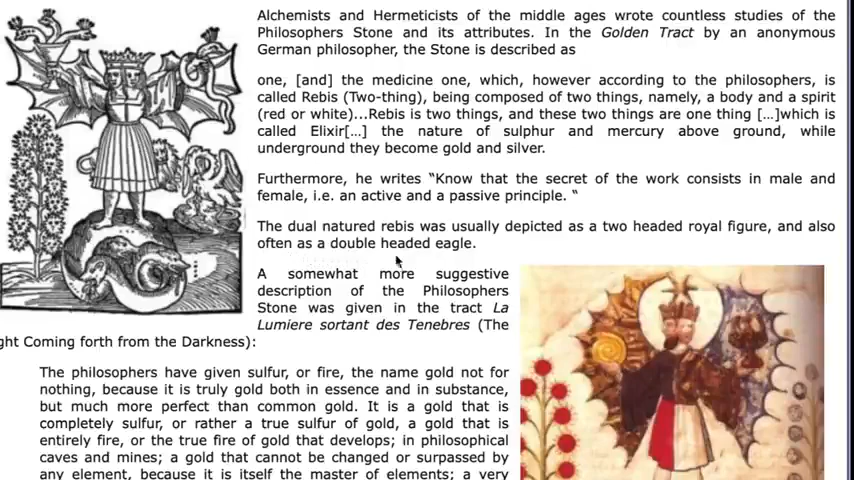 Alchemists and Hermeticists of the middle ages wrote countless studies of the
Philosophers Stone and its attributes. In the Golden Tract by an anonymous
German philosopher, the Stone is described as
one, [and] the medicine one, which, however according to the philosophers, is
called Rebis (Two-thing), being composed of two things, namely, a body and a spirit
(red or white)...Rebis is two things, and these two things are one thing […]which is
called Elixir[…] the nature of sulphur and mercury above ground, while
underground they become gold and silver.
Furthermore, he writes “Know that the secret of the work consists in male and
female, i.e. an active and a passive principle. “
The dual natured rebis was usually depicted as a two headed royal figure, and also
often as a double headed eagle.
A somewhat more suggestive
description of the Philosophers
Stone was given in the tract La
Lumiere sortant des Tenebres (The
ght Coming forth from the Darkness):
The philosophers have given sulfur, or fire, the name gold not for
nothing, because it is truly gold both in essence and in substance,
but much more perfect than common gold. It is a gold that is
completely sulfur, or rather a true sulfur of gold, a gold that is
entirely fire, or the true fire of gold that develops; in philosophical
caves and mines; a gold that cannot be changed or surpassed by
any element, because it is itself the master of elements; a very